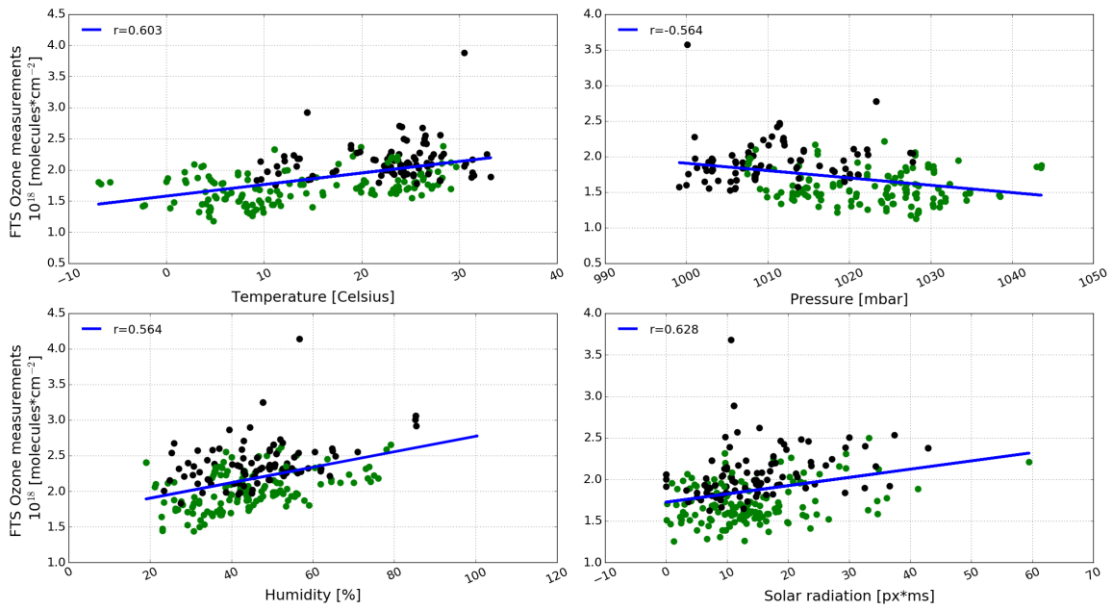 r=0.603
4.5
4.0
3.5
3.0
2.5
2.0
1.5
1.0
0.5
FTS Ozone measurements
10¹⁸ [molecules*cm⁻²]
−10 0 10 20 30 40
Temperature [Celsius]
r=-0.564
4.0
3.5
3.0
2.5
2.0
1.5
1.0
0.5
990 1000 1010 1020 1030 1040 1050
Pressure [mbar]
r=0.564
4.5
4.0
3.5
3.0
2.5
2.0
1.5
1.0
FTS Ozone measurements
10¹⁸ [molecules*cm⁻²]
0 20 40 60 80 100 120
Humidity [%]
r=0.628
4.0
3.5
3.0
2.5
2.0
1.5
1.0
−10 0 10 20 30 40 50 60 70
Solar radiation [px*ms]